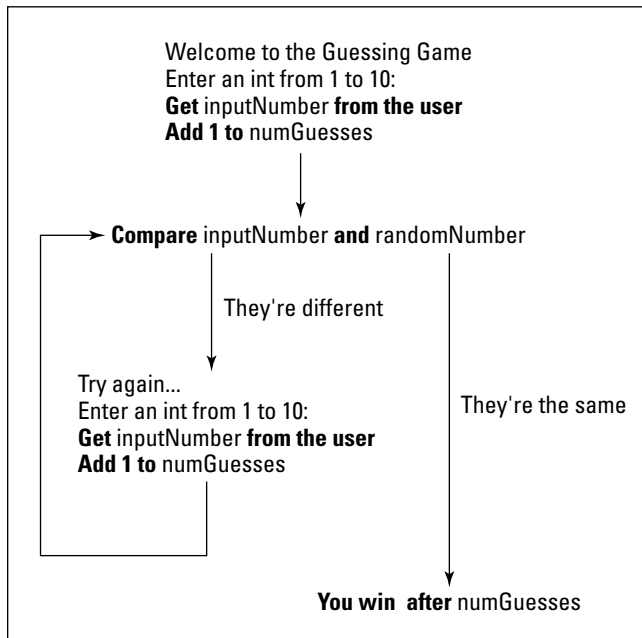 Welcome to the Guessing Game
Enter an int from 1 to 10:
Get inputNumber from the user
Add 1 to numGuesses
Compare inputNumber and randomNumber
They're different
Try again...
Enter an int from 1 to 10:
Get inputNumber from the user
Add 1 to numGuesses
They're the same
You win after numGuesses